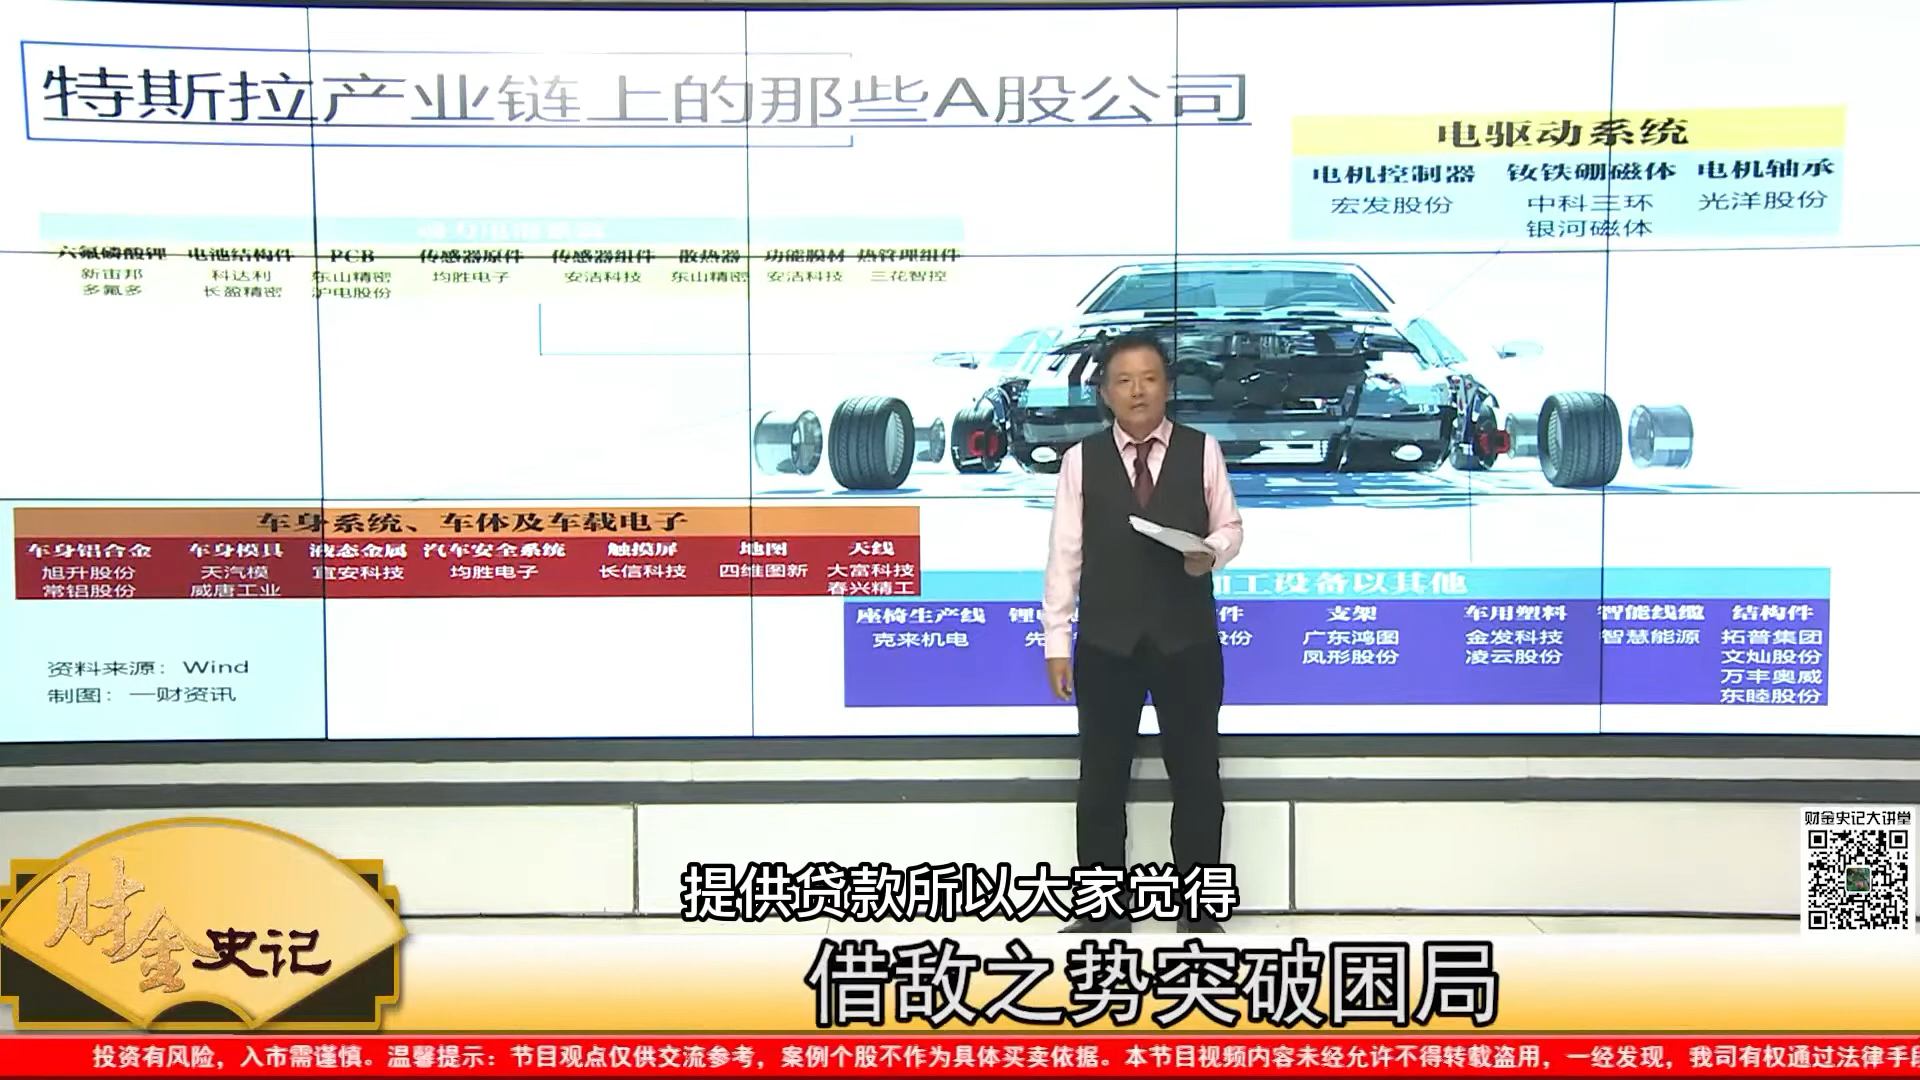 特斯拉产业链上的那些A股公司
电驱动系统
电机控制器 钕铁硼磁体 电机轴承
宏发股份 中科三环 光洋股份
银河磁体
六氟磷酸锂 电池结构件 PCB 传感器原件 传感器组件 散热器 功能膜材 热管理组件
新宙邦 科达利 东山精密 均胜电子 安洁科技 东山精密 安洁科技 三花智控
多氟多 长盈精密 沪电股份
车身系统、车体及车载电子
车身铝合金 车身模具 液态金属 汽车安全系统 触摸屏 地图 天线
旭升股份 天汽模 宜安科技 均胜电子 长信科技 四维图新 大富科技
常铝股份 威唐工业 春兴精工
加工设备以其他
座椅生产线 锂 件 支架 车用塑料 智能线缆 结构件
克来机电 先 股份 广东鸿图 金发科技 智慧能源 拓普集团
凤形股份 凌云股份 文灿股份
万丰奥威
东睦股份
资料来源：Wind
制图：一财资讯
财金史记大讲堂
财金史记
提供贷款所以大家觉得
借敌之势突破困局
投资有风险，入市需谨慎。温馨提示：节目观点仅供交流参考，案例个股不作为具体买卖依据。本节目视频内容未经允许不得转载盗用，一经发现，我司有权通过法律手段